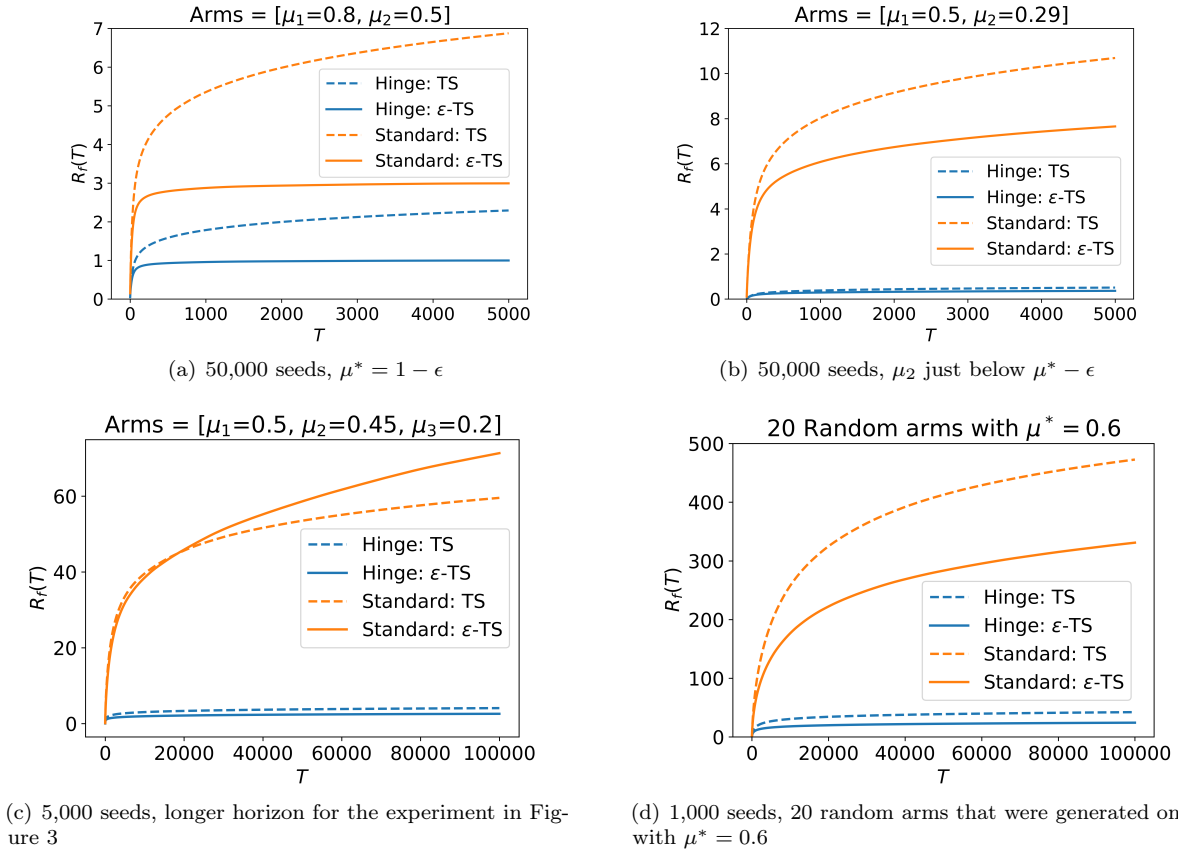 Arms = [μ₁=0.8, μ₂=0.5]
7
6
5
4
3
2
1
0
R_f(T)
Hinge: TS
Hinge: ε-TS
Standard: TS
Standard: ε-TS
0 1000 2000 3000 4000 5000
T
(a) 50,000 seeds, μ* = 1 − ϵ
Arms = [μ₁=0.5, μ₂=0.29]
12
10
8
6
4
2
0
R_f(T)
Hinge: TS
Hinge: ε-TS
Standard: TS
Standard: ε-TS
0 1000 2000 3000 4000 5000
T
(b) 50,000 seeds, μ₂ just below μ* − ϵ
Arms = [μ₁=0.5, μ₂=0.45, μ₃=0.2]
60
40
20
0
R_f(T)
Hinge: TS
Hinge: ε-TS
Standard: TS
Standard: ε-TS
0 20000 40000 60000 80000 100000
T
(c) 5,000 seeds, longer horizon for the experiment in Fig-
ure 3
20 Random arms with μ* = 0.6
500
400
300
200
100
0
R_f(T)
Hinge: TS
Hinge: ε-TS
Standard: TS
Standard: ε-TS
0 20000 40000 60000 80000 100000
T
(d) 1,000 seeds, 20 random arms that were generated on
with μ* = 0.6